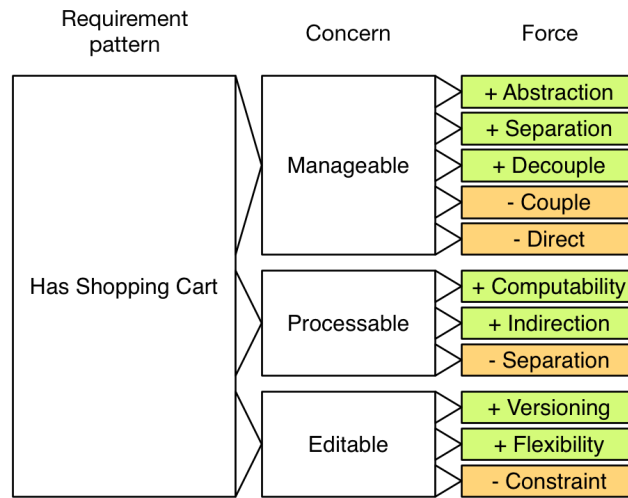 Requirement
pattern
Concern
Force
Has Shopping Cart
Manageable
+ Abstraction
+ Separation
+ Decouple
- Couple
- Direct
Processable
+ Computability
+ Indirection
- Separation
Editable
+ Versioning
+ Flexibility
- Constraint